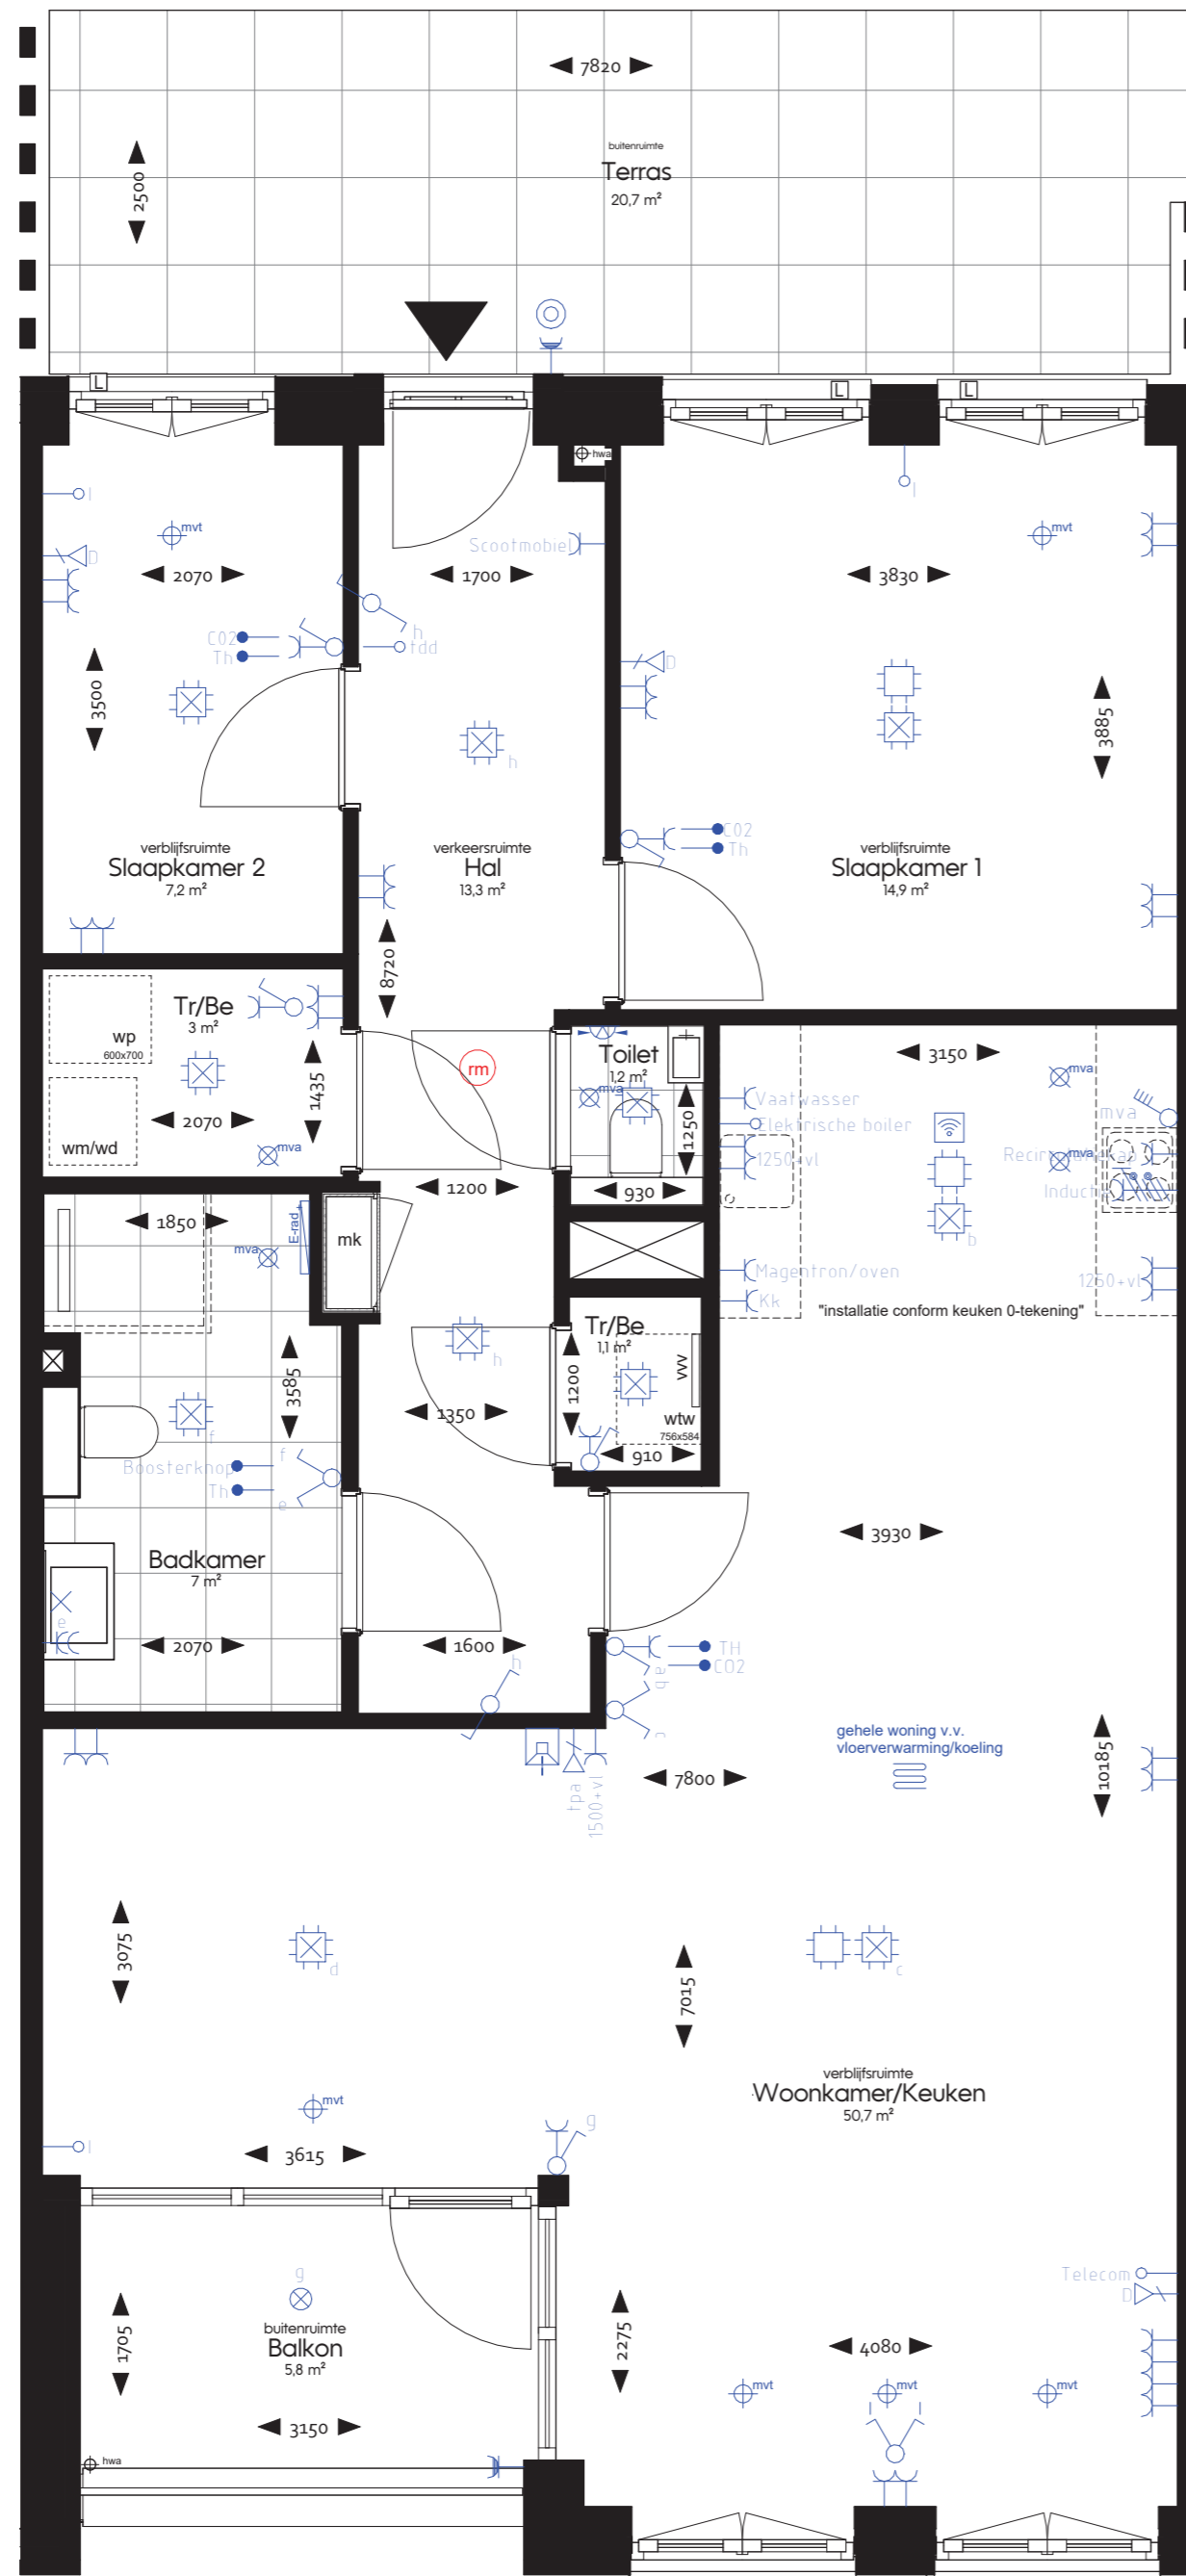 7820
buitenruimte
Terras
20,7 m²
2500
L
L
L
hwa
l
l
mvt
Scootmobiel
mvt
D
2070
1700
3830
h
tdd
CO2
Th
D
3500
3885
h
CO2
Th
verblijfsruimte
Slaapkamer 2
7,2 m²
verkeersruimte
Hal
13,3 m²
verblijfsruimte
Slaapkamer 1
14,9 m²
8720
Tr/Be
3 m²
wp
600x700
1435
rm
Toilet
1,2 m²
mva
3150
mva
2070
wm/wd
mva
1250
Vaatwasser
Elektrische boiler
1250+vl
mva
mva
1200
930
b
1850
E-rad
mk
mva
Magentron/oven
Kk
1250+vl
"installatie conform keuken 0-tekening"
Tr/Be
1,1 m²
h
3585
1350
1200
vvv
wtw
756x584
910
f
Boosterknop
Th
f
e
3930
Badkamer
7 m²
e
2070
1600
h
TH
CO2
a
b
c
gehele woning v.v.
vloerverwarming/koeling
7800
10185
tpa
1500+vl
3075
d
7015
c
verblijfsruimte
Woonkamer/Keuken
50,7 m²
mvt
l
3615
g
g
Telecom
D
buitenruimte
Balkon
5,8 m²
1705
2275
4080
mvt
mvt
mvt
l
l
3150
hwa